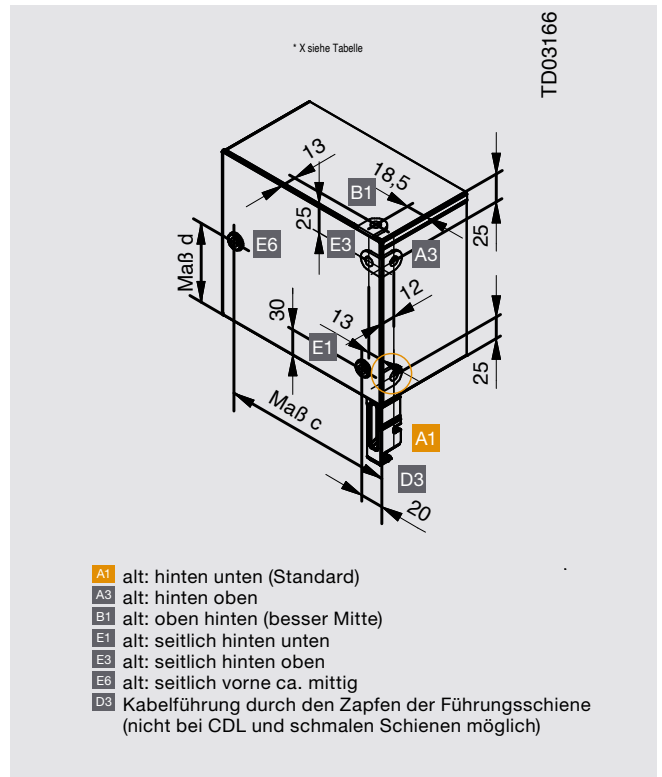 * X siehe Tabelle
TD03166
13
18,5
B1
25
E3
A3
25
E6
Maß d
12
30
13
E1
25
Maß c
A1
D3
20
A1 alt: hinten unten (Standard)
A3 alt: hinten oben
B1 alt: oben hinten (besser Mitte)
E1 alt: seitlich hinten unten
E3 alt: seitlich hinten oben
E6 alt: seitlich vorne ca. mittig
D3 Kabelführung durch den Zapfen der Führungsschiene
(nicht bei CDL und schmalen Schienen möglich)